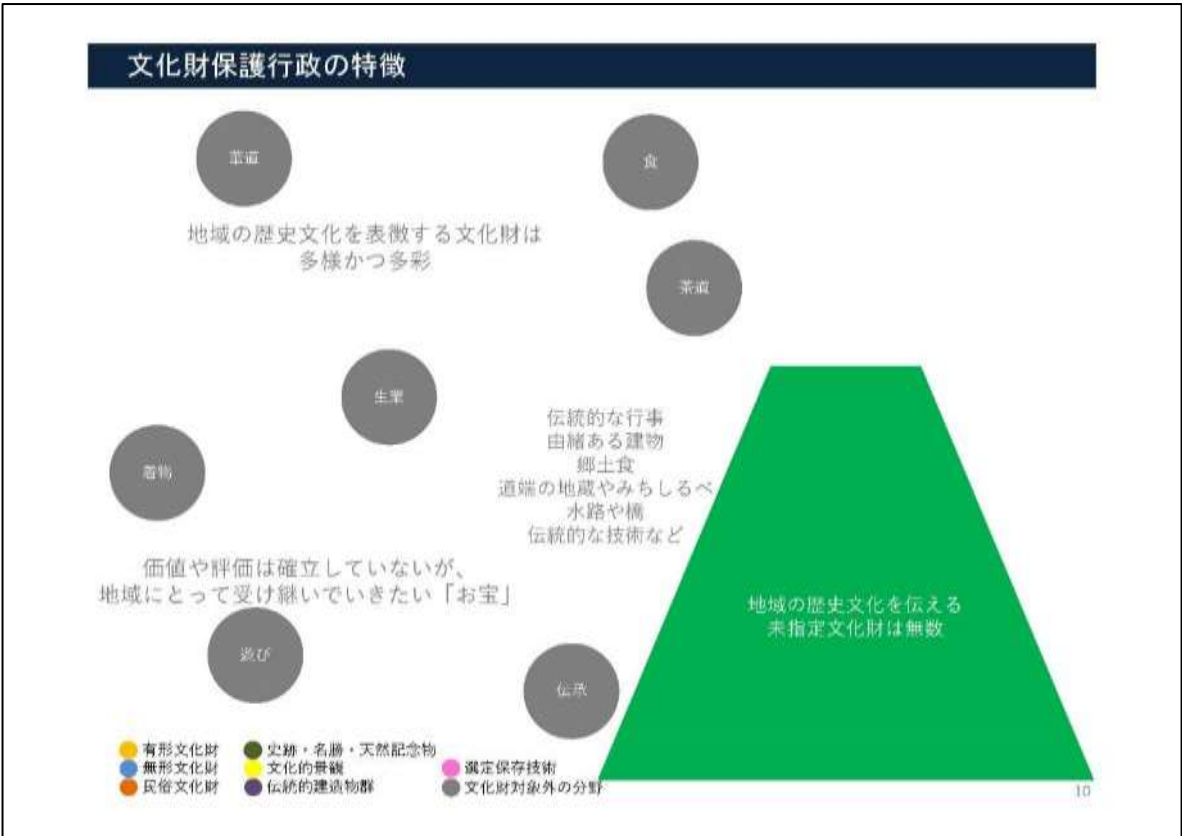 文化財保護行政の特徴
華道
食
地域の歴史文化を表徴する文化財は
多様かつ多彩
茶道
生業
着物
伝統的な行事
由緒ある建物
郷土食
道端の地蔵やみちしるべ
水路や橋
伝統的な技術など
価値や評価は確立していないが、
地域にとって受け継いでいきたい「お宝」
地域の歴史文化を伝える
未指定文化財は無数
遊び
伝承
有形文化財
史跡・名勝・天然記念物
無形文化財
文化的景観
選定保存技術
民俗文化財
伝統的建造物群
文化財対象外の分野
10